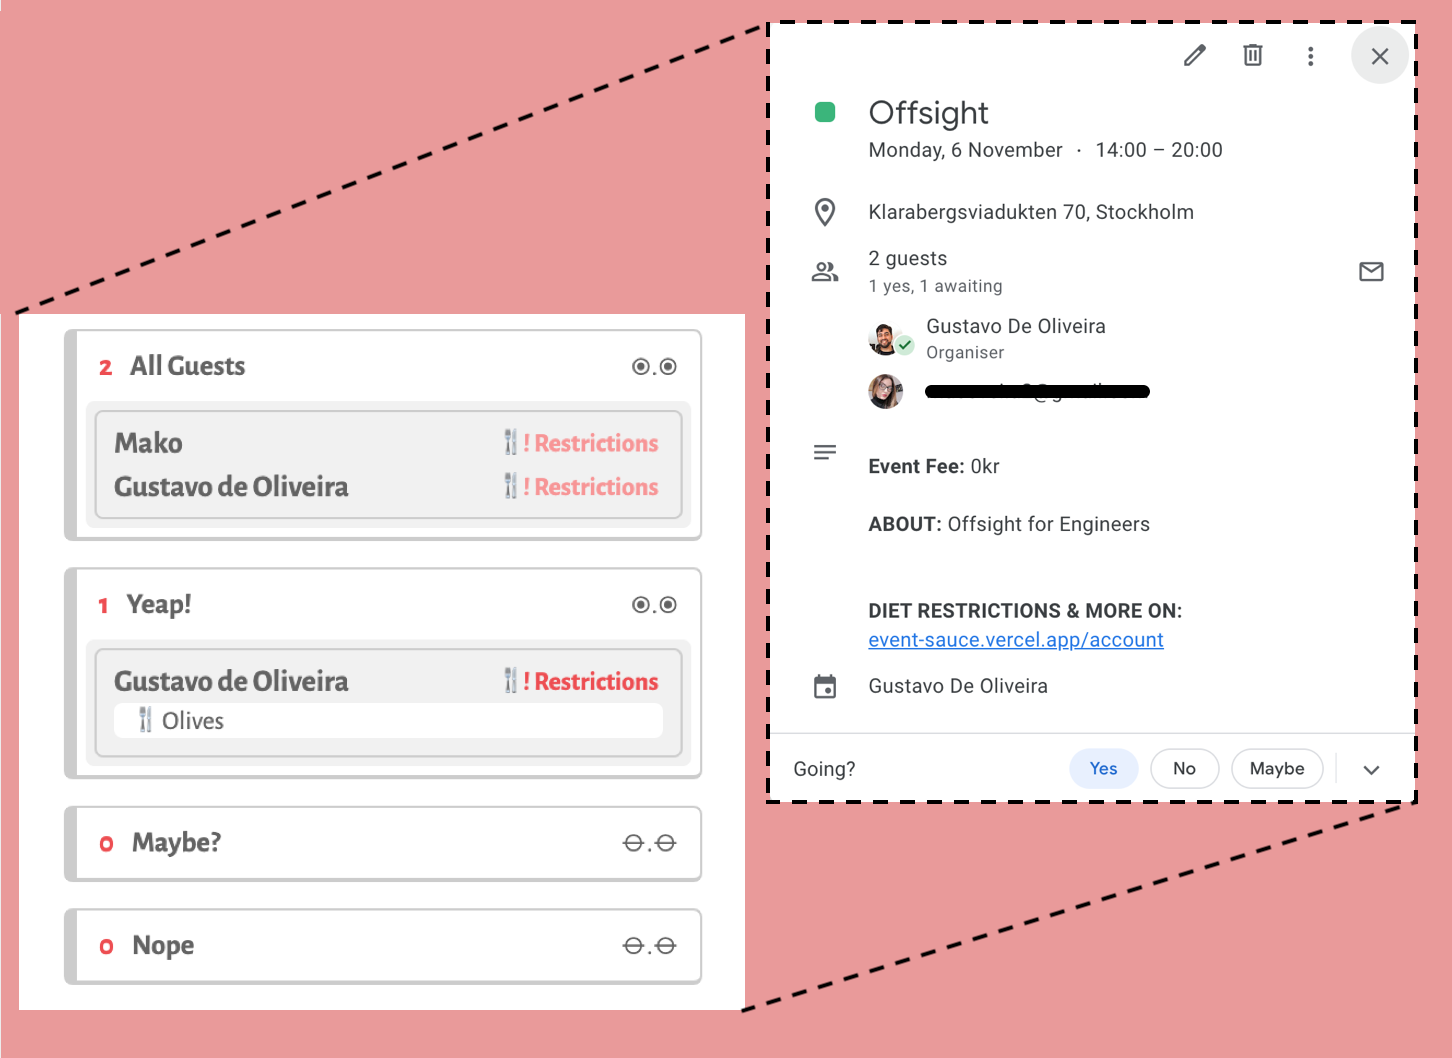 2 All Guests
Mako ! Restrictions
Gustavo de Oliveira ! Restrictions
1 Yeap!
Gustavo de Oliveira ! Restrictions
Olives
0 Maybe?
0 Nope
Offsight
Monday, 6 November · 14:00 – 20:00
Klarabergsviadukten 70, Stockholm
2 guests
1 yes, 1 awaiting
Gustavo De Oliveira
Organiser
Event Fee: 0kr
ABOUT: Offsight for Engineers
DIET RESTRICTIONS & MORE ON:
event-sauce.vercel.app/account
Gustavo De Oliveira
Going? Yes No Maybe